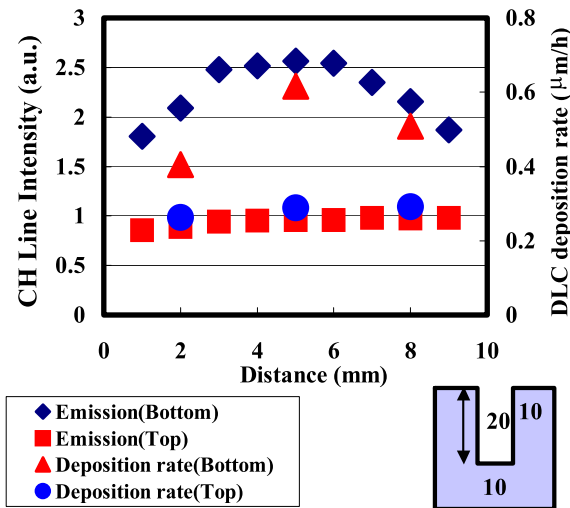 3
2.5
2
1.5
1
0.5
0
CH Line Intensity (a.u.)
0.8
0.6
0.4
0.2
0
DLC deposition rate (μm/h)
0 2 4 6 8 10
Distance (mm)
Emission(Bottom)
Emission(Top)
Deposition rate(Bottom)
Deposition rate(Top)
20 10
10